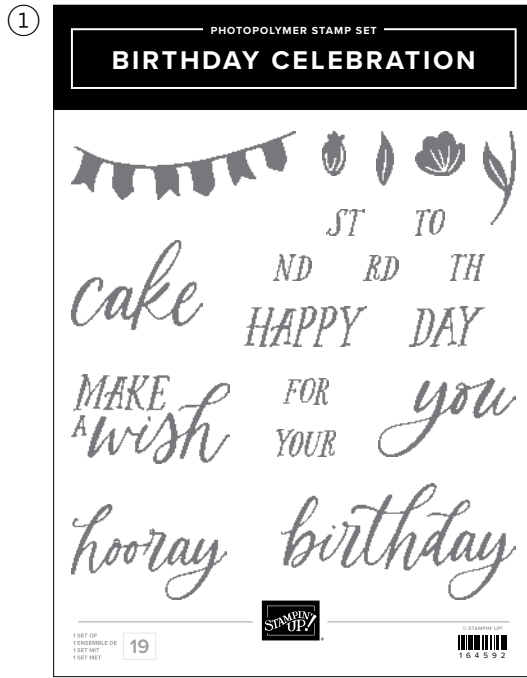 1
PHOTOPOLYMER STAMP SET
BIRTHDAY CELEBRATION
ST TO
ND RD TH
cake
HAPPY DAY
MAKE
A wish
FOR
YOUR
you
hooray
birthday
STAMPIN'
UP!
®
1 SET OF
1 ENSEMBLE DE
1 SET MIT
1 SET MET
19
© STAMPIN' UP!
164592